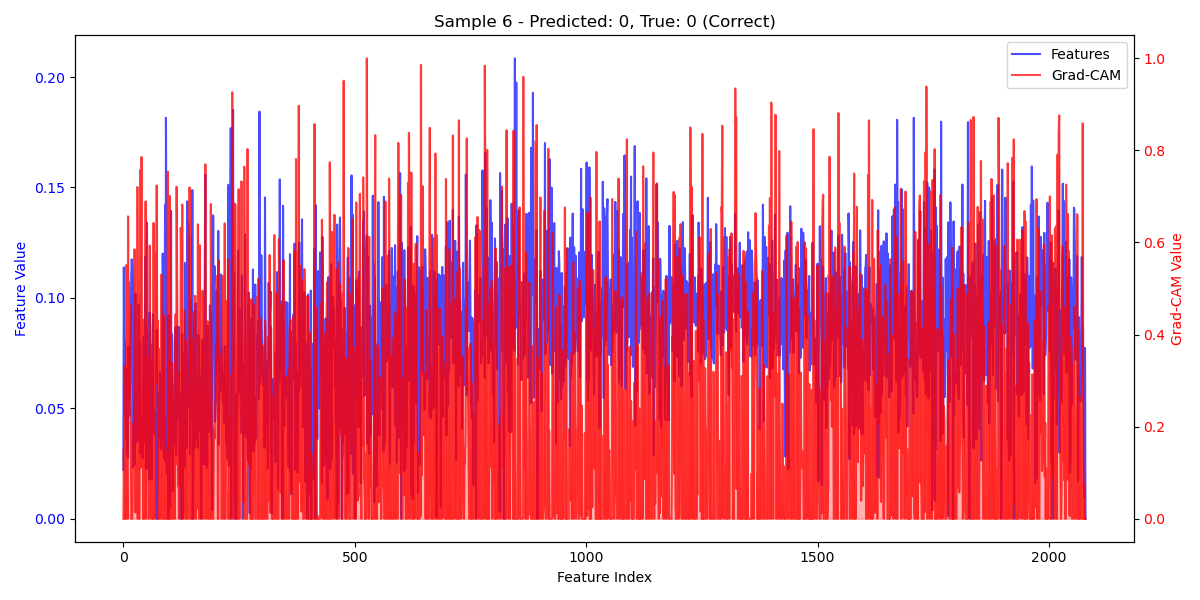 Sample 6 - Predicted: 0, True: 0 (Correct)
Features
Grad-CAM
0.20
0.15
0.10
0.05
0.00
Feature Value
1.0
0.8
0.6
0.4
0.2
0.0
Grad-CAM Value
0
500
1000
1500
2000
Feature Index